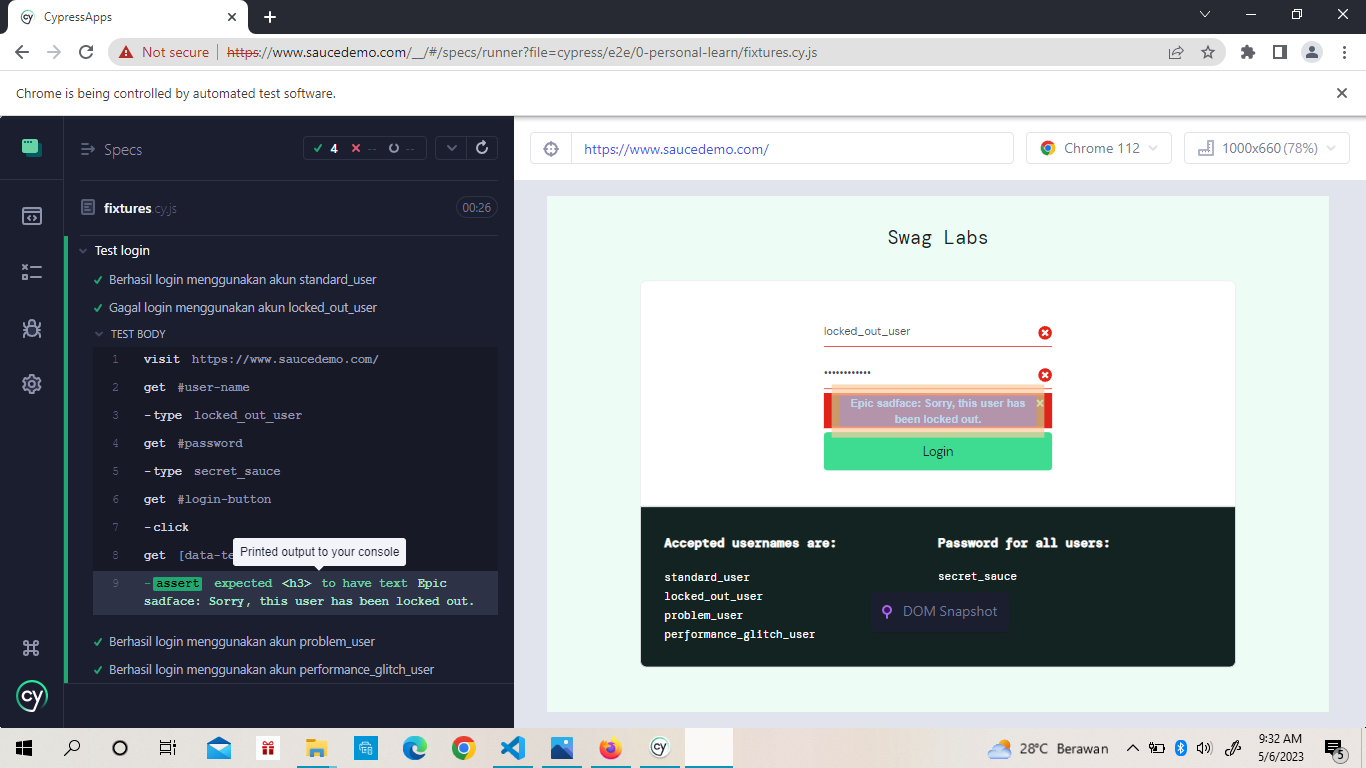 CypressApps
Not secure
https://www.saucedemo.com/__/#/specs/runner?file=cypress/e2e/0-personal-learn/fixtures.cy.js
Chrome is being controlled by automated test software.
Specs
4 -- --
fixtures.cy.js
00:26
Test login
Berhasil login menggunakan akun standard_user
Gagal login menggunakan akun locked_out_user
TEST BODY
1 visit https://www.saucedemo.com/
2 get #user-name
3 -type locked_out_user
4 get #password
5 -type secret_sauce
6 get #login-button
7 -click
8 get [data-te
Printed output to your console
9 -assert expected <h3> to have text Epic
sadface: Sorry, this user has been locked out.
Berhasil login menggunakan akun problem_user
Berhasil login menggunakan akun performance_glitch_user
cy
https://www.saucedemo.com/
Chrome 112
1000x660 (78%)
Swag Labs
locked_out_user
••••••••••••
Epic sadface: Sorry, this user has
been locked out.
Login
Accepted usernames are:
standard_user
locked_out_user
problem_user
performance_glitch_user
Password for all users:
secret_sauce
DOM Snapshot
28°C Berawan
9:32 AM
5/6/2023
5